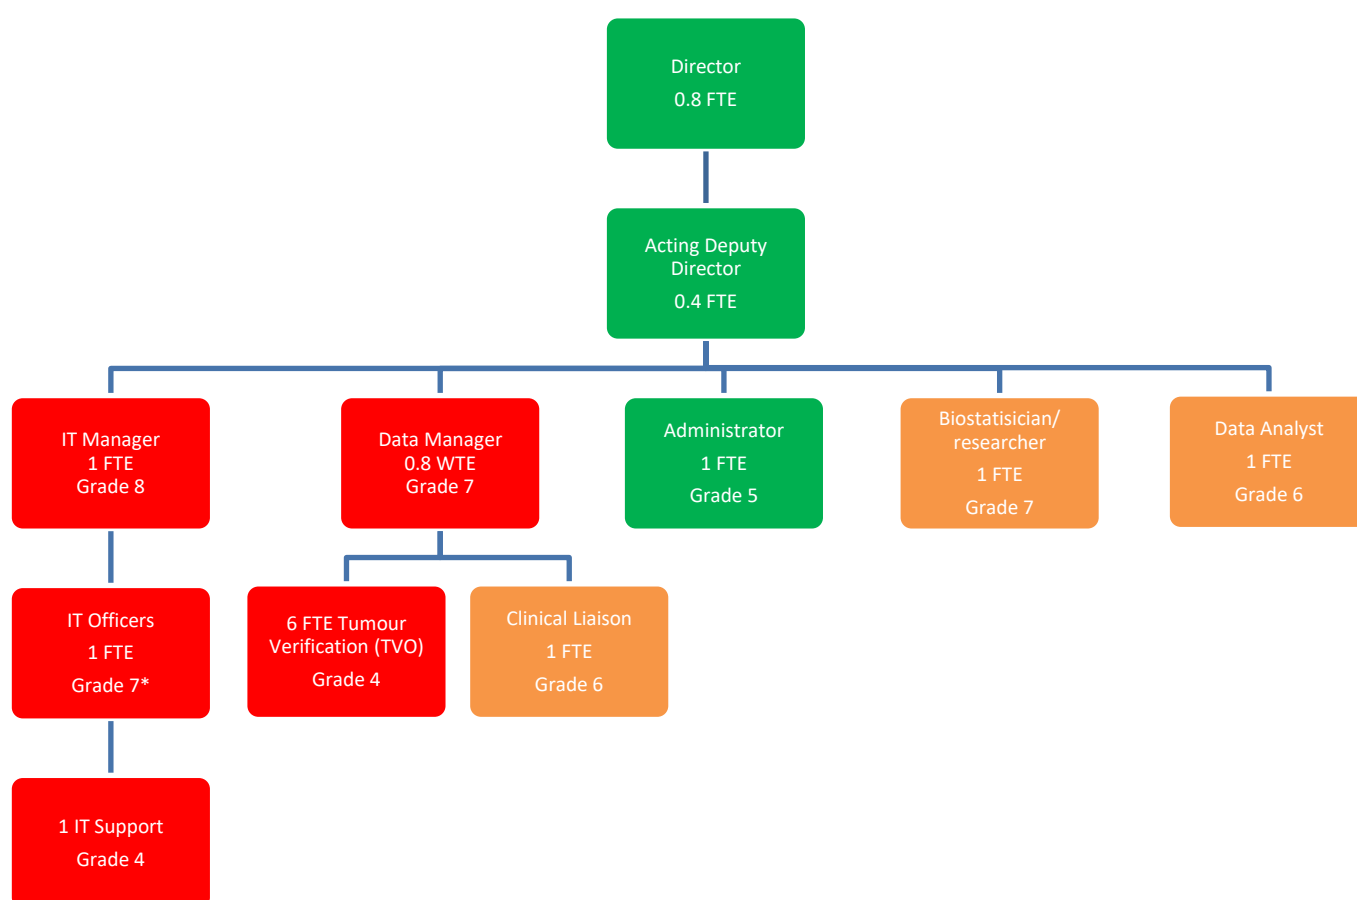 Director
0.8 FTE
Acting Deputy
Director
0.4 FTE
IT Manager
1 FTE
Grade 8
Data Manager
0.8 WTE
Grade 7
Administrator
1 FTE
Grade 5
Biostatisician/
researcher
1 FTE
Grade 7
Data Analyst
1 FTE
Grade 6
IT Officers
1 FTE
Grade 7*
6 FTE Tumour
Verification (TVO)
Grade 4
Clinical Liaison
1 FTE
Grade 6
1 IT Support
Grade 4